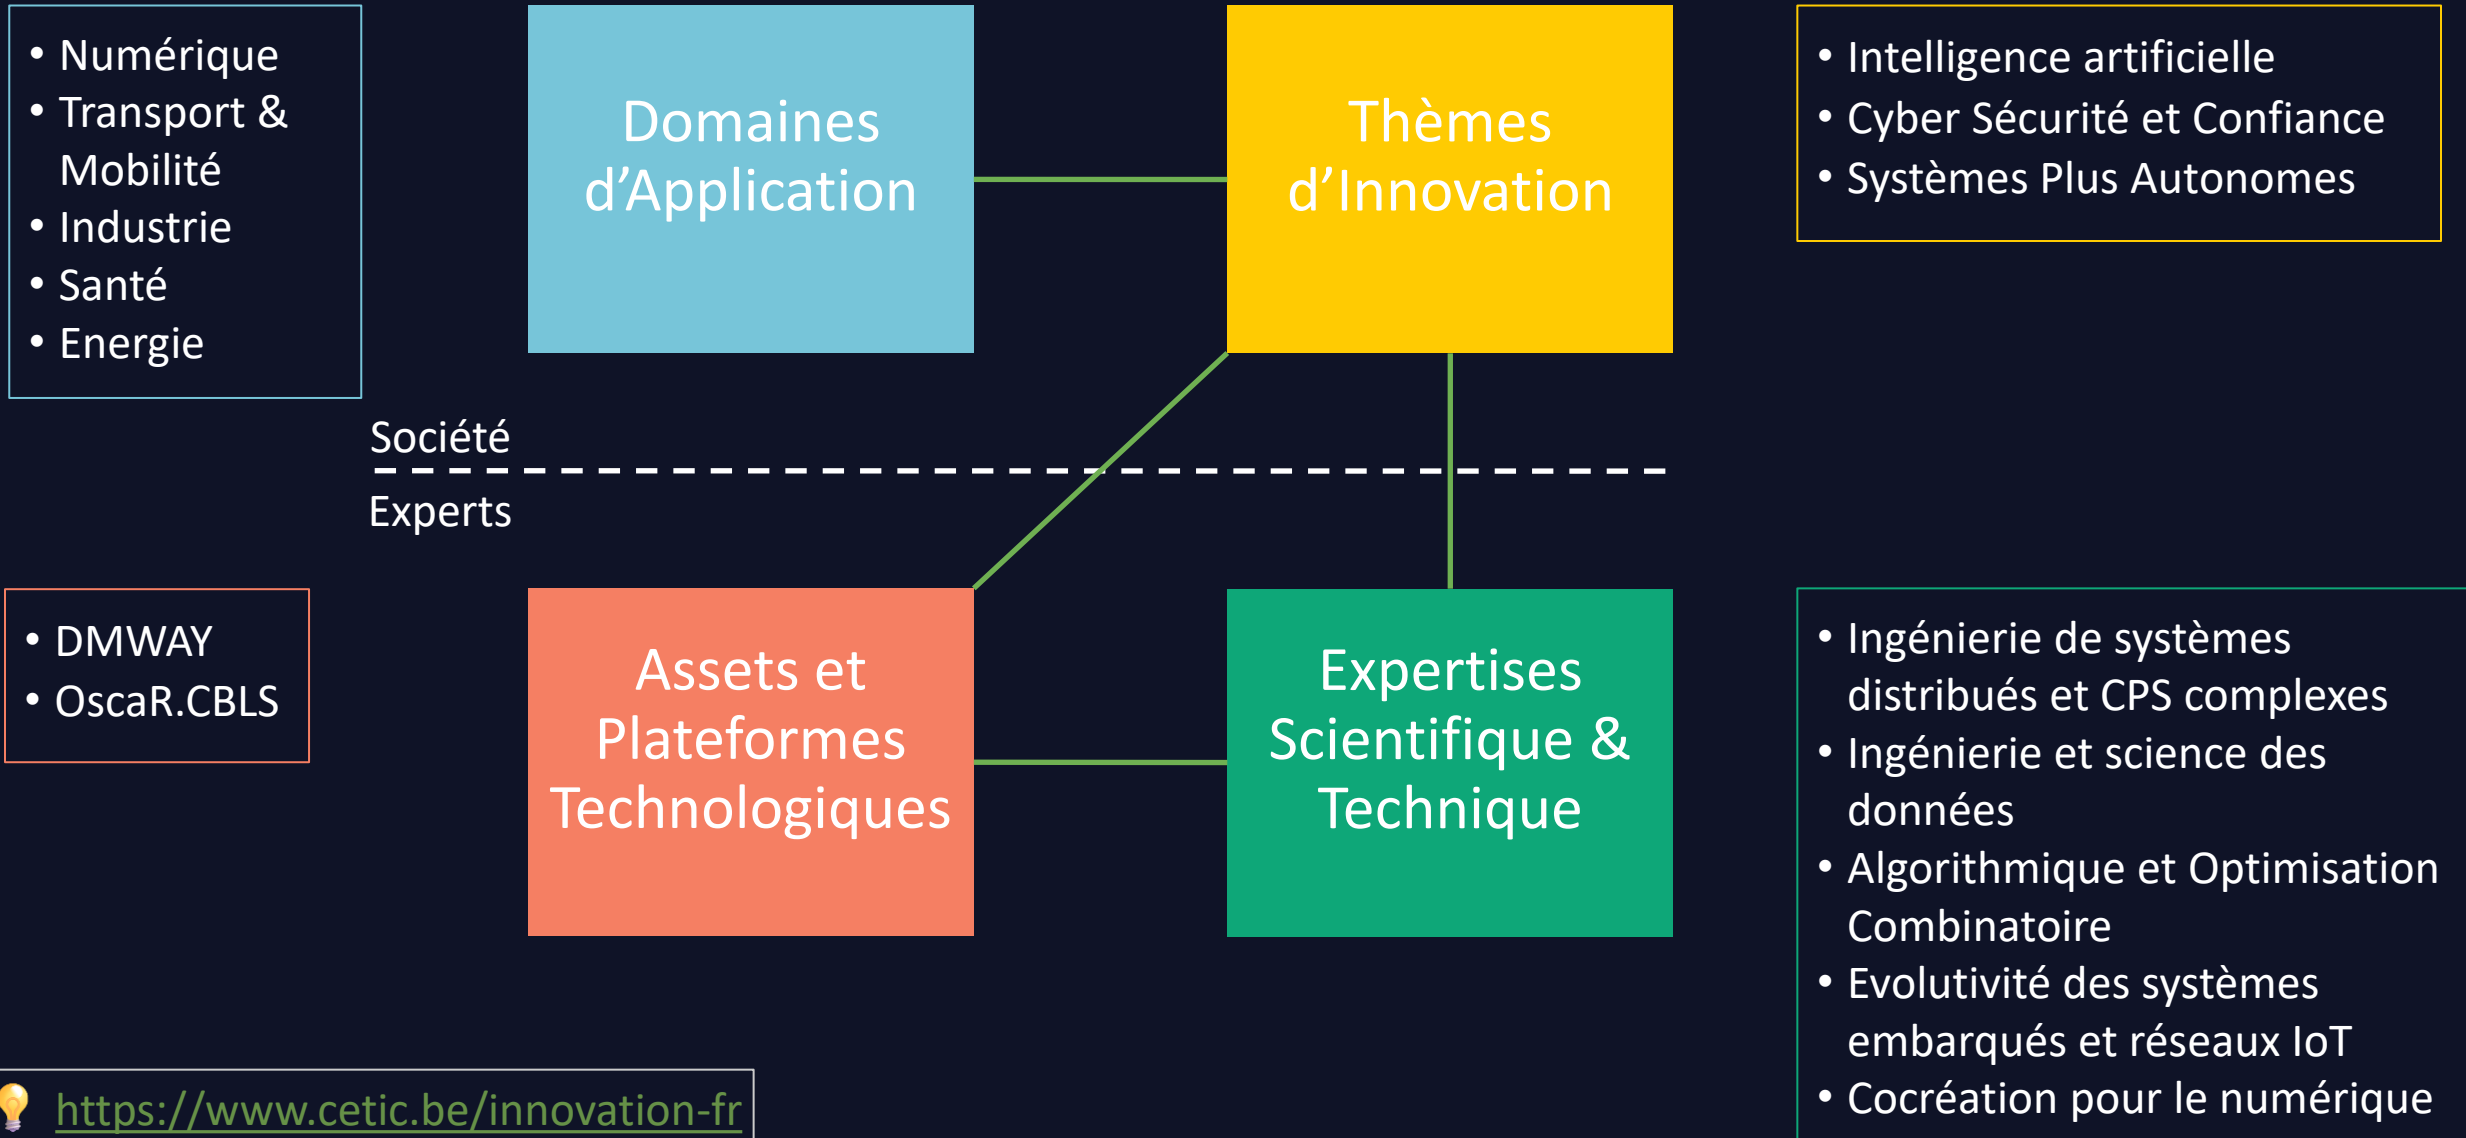 • Numérique
• Transport &
Mobilité
• Industrie
• Santé
• Energie
Domaines
d’Application
Thèmes
d’Innovation
• Intelligence artificielle
• Cyber Sécurité et Confiance
• Systèmes Plus Autonomes
Société
Experts
• DMWAY
• OscaR.CBLS
Assets et
Plateformes
Technologiques
Expertises
Scientifique &
Technique
• Ingénierie de systèmes
distribués et CPS complexes
• Ingénierie et science des
données
• Algorithmique et Optimisation
Combinatoire
• Evolutivité des systèmes
embarqués et réseaux IoT
• Cocréation pour le numérique
https://www.cetic.be/innovation-fr